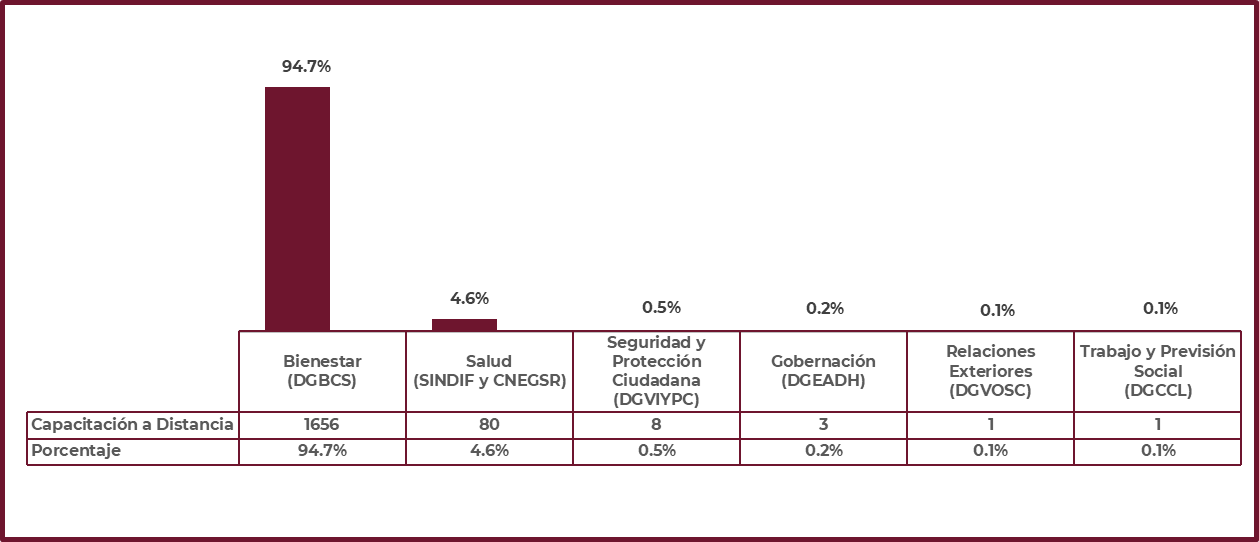 94.7%
4.6%
0.5%
0.2%
0.1%
0.1%
Bienestar
(DGBCS)
Salud
(SINDIF y CNEGSR)
Seguridad y
Protección
Ciudadana
(DGVIYPC)
Gobernación
(DGEADH)
Relaciones
Exteriores
(DGVOSC)
Trabajo y Previsión
Social
(DGCCL)
Capacitación a Distancia 1656 80 8 3 1 1
Porcentaje 94.7% 4.6% 0.5% 0.2% 0.1% 0.1%